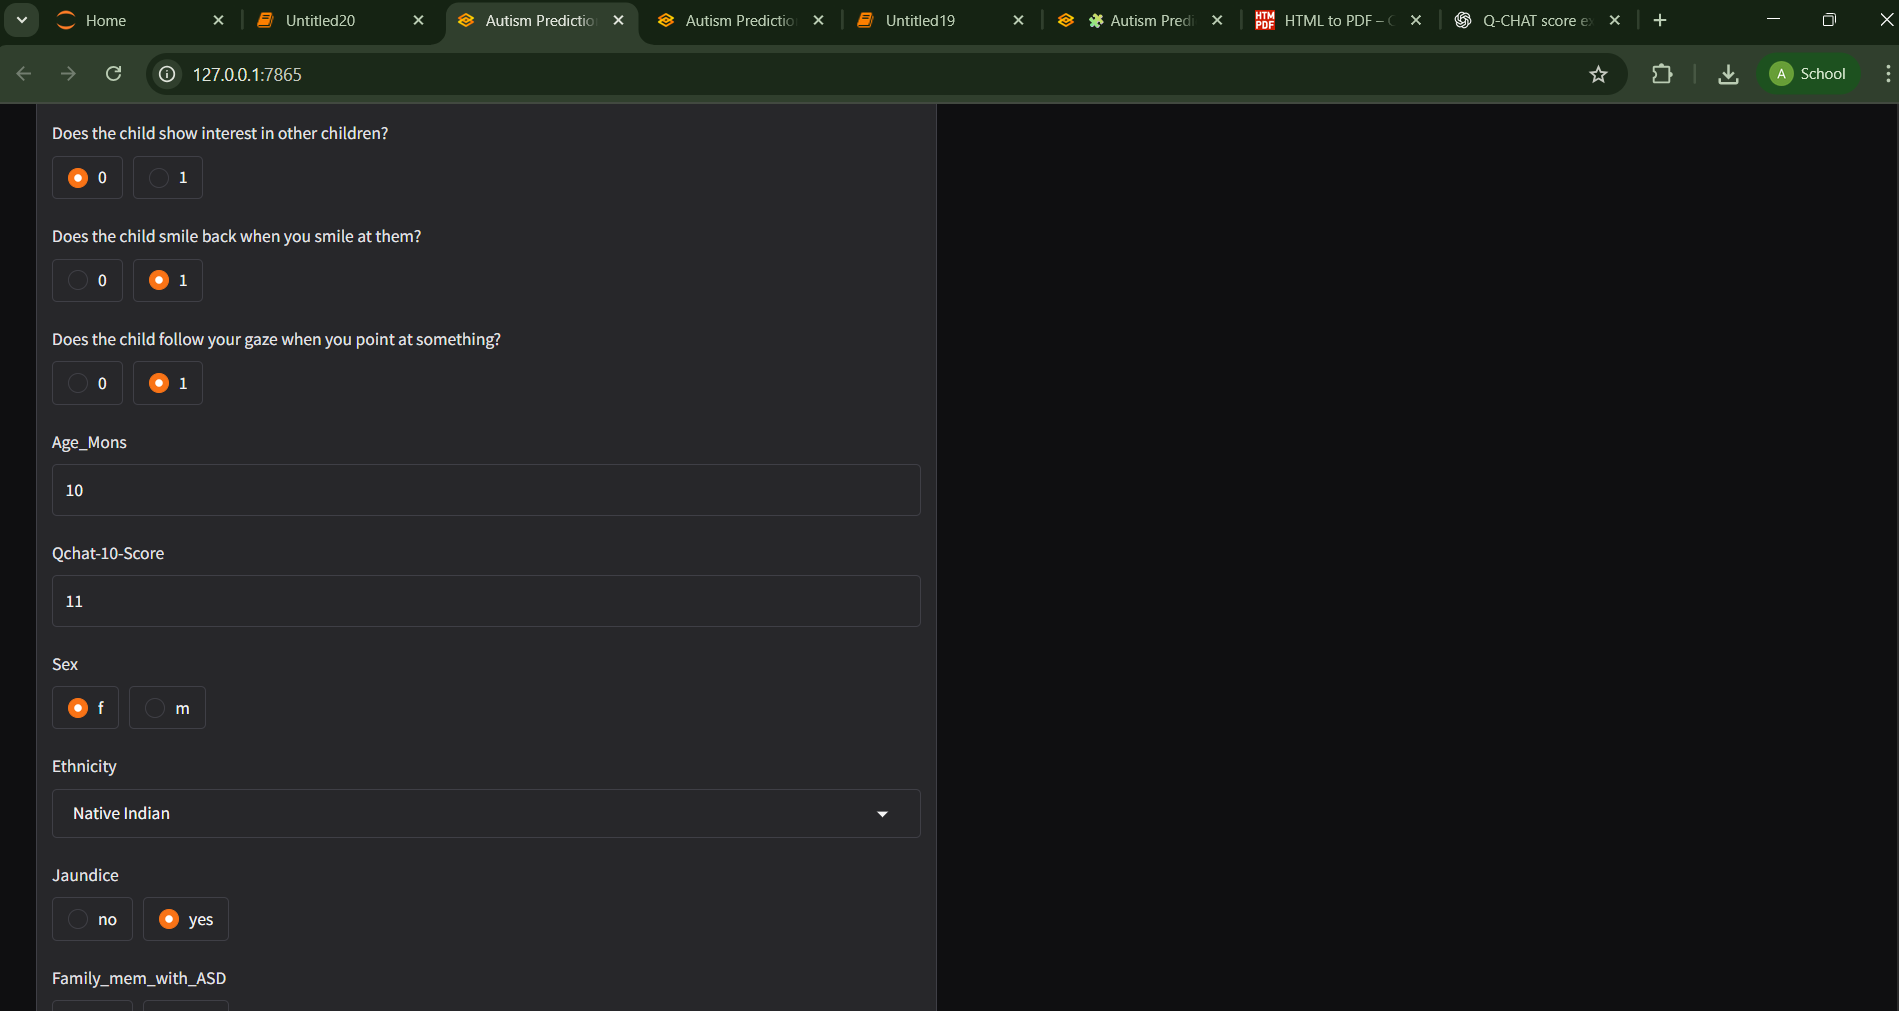 Home
Untitled20
Autism Predictio
Autism Predictio
Untitled19
Autism Predi
HTM PDF
HTML to PDF –
Q-CHAT score e
127.0.0.1:7865
A
School
Does the child show interest in other children?
0 1
Does the child smile back when you smile at them?
0 1
Does the child follow your gaze when you point at something?
0 1
Age_Mons
10
Qchat-10-Score
11
Sex
f m
Ethnicity
Native Indian
Jaundice
no yes
Family_mem_with_ASD